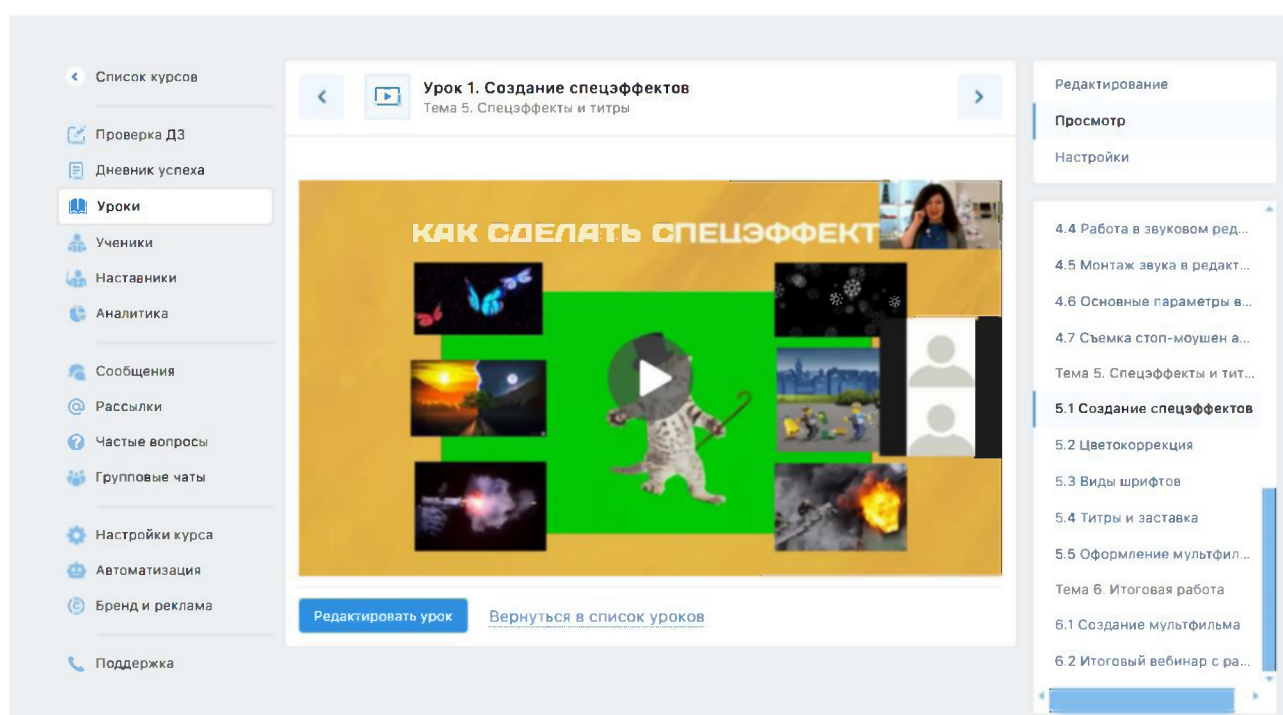 Список курсов
Проверка ДЗ
Дневник успеха
Уроки
Ученики
Наставники
Аналитика
Сообщения
Рассылки
Частые вопросы
Групповые чаты
Настройки курса
Автоматизация
Бренд и реклама
Поддержка
Урок 1. Создание спецэффектов
Тема 5. Спецэффекты и титры
КАК СДЕЛАТЬ СПЕЦЭФФЕКТ
Редактировать урок
Вернуться в список уроков
Редактирование
Просмотр
Настройки
4.4 Работа в звуковом ред...
4.5 Монтаж звука в редакт...
4.6 Основные параметры в...
4.7 Съемка стоп-моушен а...
Тема 5. Спецэффекты и тит...
5.1 Создание спецэффектов
5.2 Цветокоррекция
5.3 Виды шрифтов
5.4 Титры и заставка
5.5 Оформление мультфил...
Тема 6. Итоговая работа
6.1 Создание мультфильма
6.2 Итоговый вебинар с ра...